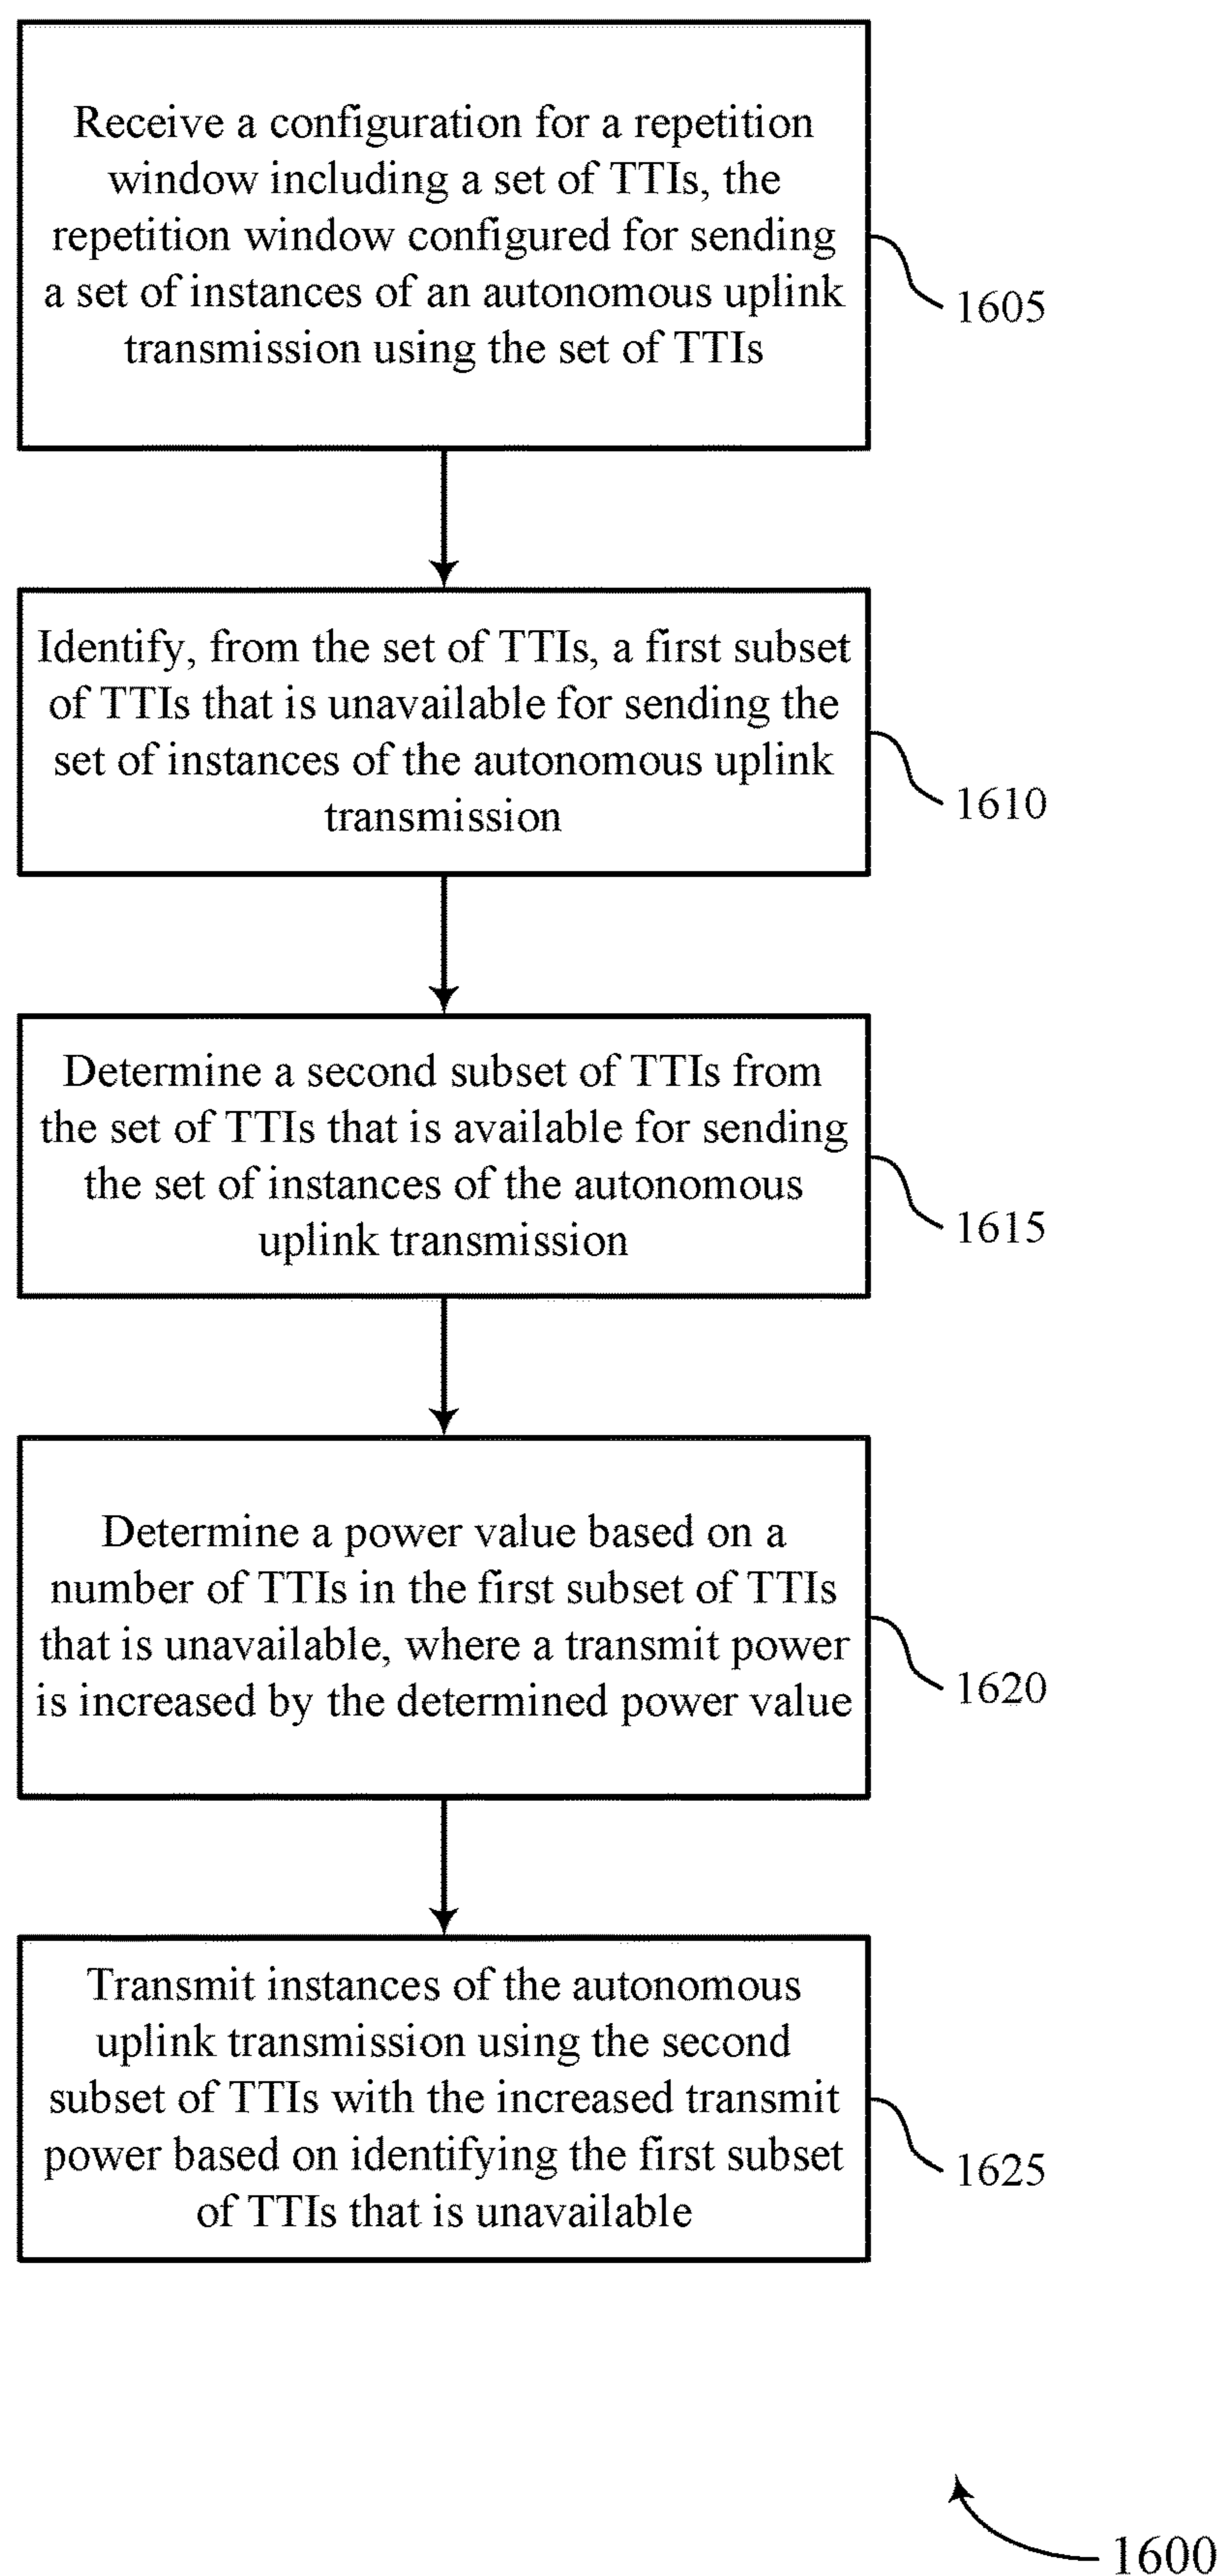 Receive a configuration for a repetition
window including a set of TTIs, the
repetition window configured for sending
a set of instances of an autonomous uplink
transmission using the set of TTIs
1605
Identify, from the set of TTIs, a first subset
of TTIs that is unavailable for sending the
set of instances of the autonomous uplink
transmission
1610
Determine a second subset of TTIs from
the set of TTIs that is available for sending
the set of instances of the autonomous
uplink transmission
1615
Determine a power value based on a
number of TTIs in the first subset of TTIs
that is unavailable, where a transmit power
is increased by the determined power value
1620
Transmit instances of the autonomous
uplink transmission using the second
subset of TTIs with the increased transmit
power based on identifying the first subset
of TTIs that is unavailable
1625
1600